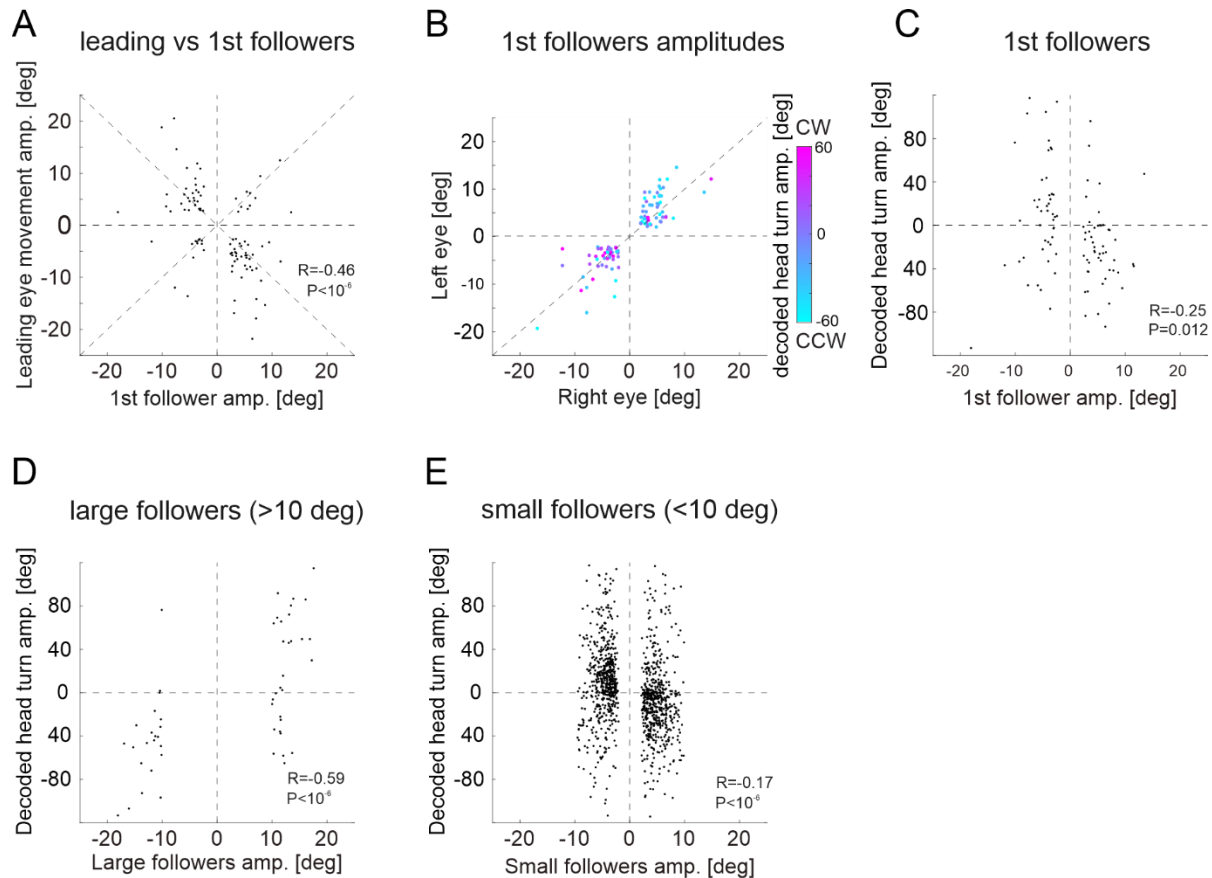 A
leading vs 1st followers
Leading eye movement amp. [deg]
20
10
0
-10
-20
-20 -10 0 10 20
1st follower amp. [deg]
R=-0.46
P<10-6
B
1st followers amplitudes
Left eye [deg]
20
10
0
-10
-20
-20 -10 0 10 20
Right eye [deg]
decoded head turn amp. [deg]
CW
60
0
-60
CCW
C
1st followers
Decoded head turn amp. [deg]
80
40
0
40
-80
-20 -10 0 10 20
1st follower amp. [deg]
R=-0.25
P=0.012
D
large followers (>10 deg)
Decoded head turn amp. [deg]
80
40
0
40
-80
-20 -10 0 10 20
Large followers amp. [deg]
R=-0.59
P<10-6
E
small followers (<10 deg)
Decoded head turn amp. [deg]
80
40
0
40
-80
-20 -10 0 10 20
Small followers amp. [deg]
R=-0.17
P<10-6